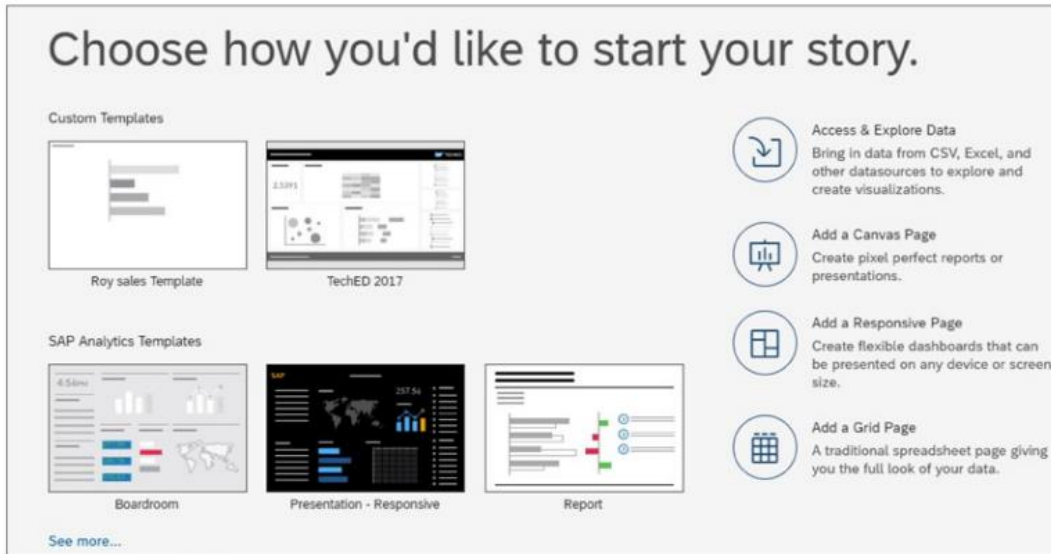 Choose how you'd like to start your story.
Custom Templates
Roy sales Template
TechED 2017
SAP Analytics Templates
SAP
Boardroom
Presentation - Responsive
Report
See more...
Access & Explore Data
Bring in data from CSV, Excel, and
other datasources to explore and
create visualizations.
Add a Canvas Page
Create pixel perfect reports or
presentations.
Add a Responsive Page
Create flexible dashboards that can
be presented on any device or screen
size.
Add a Grid Page
A traditional spreadsheet page giving
you the full look of your data.